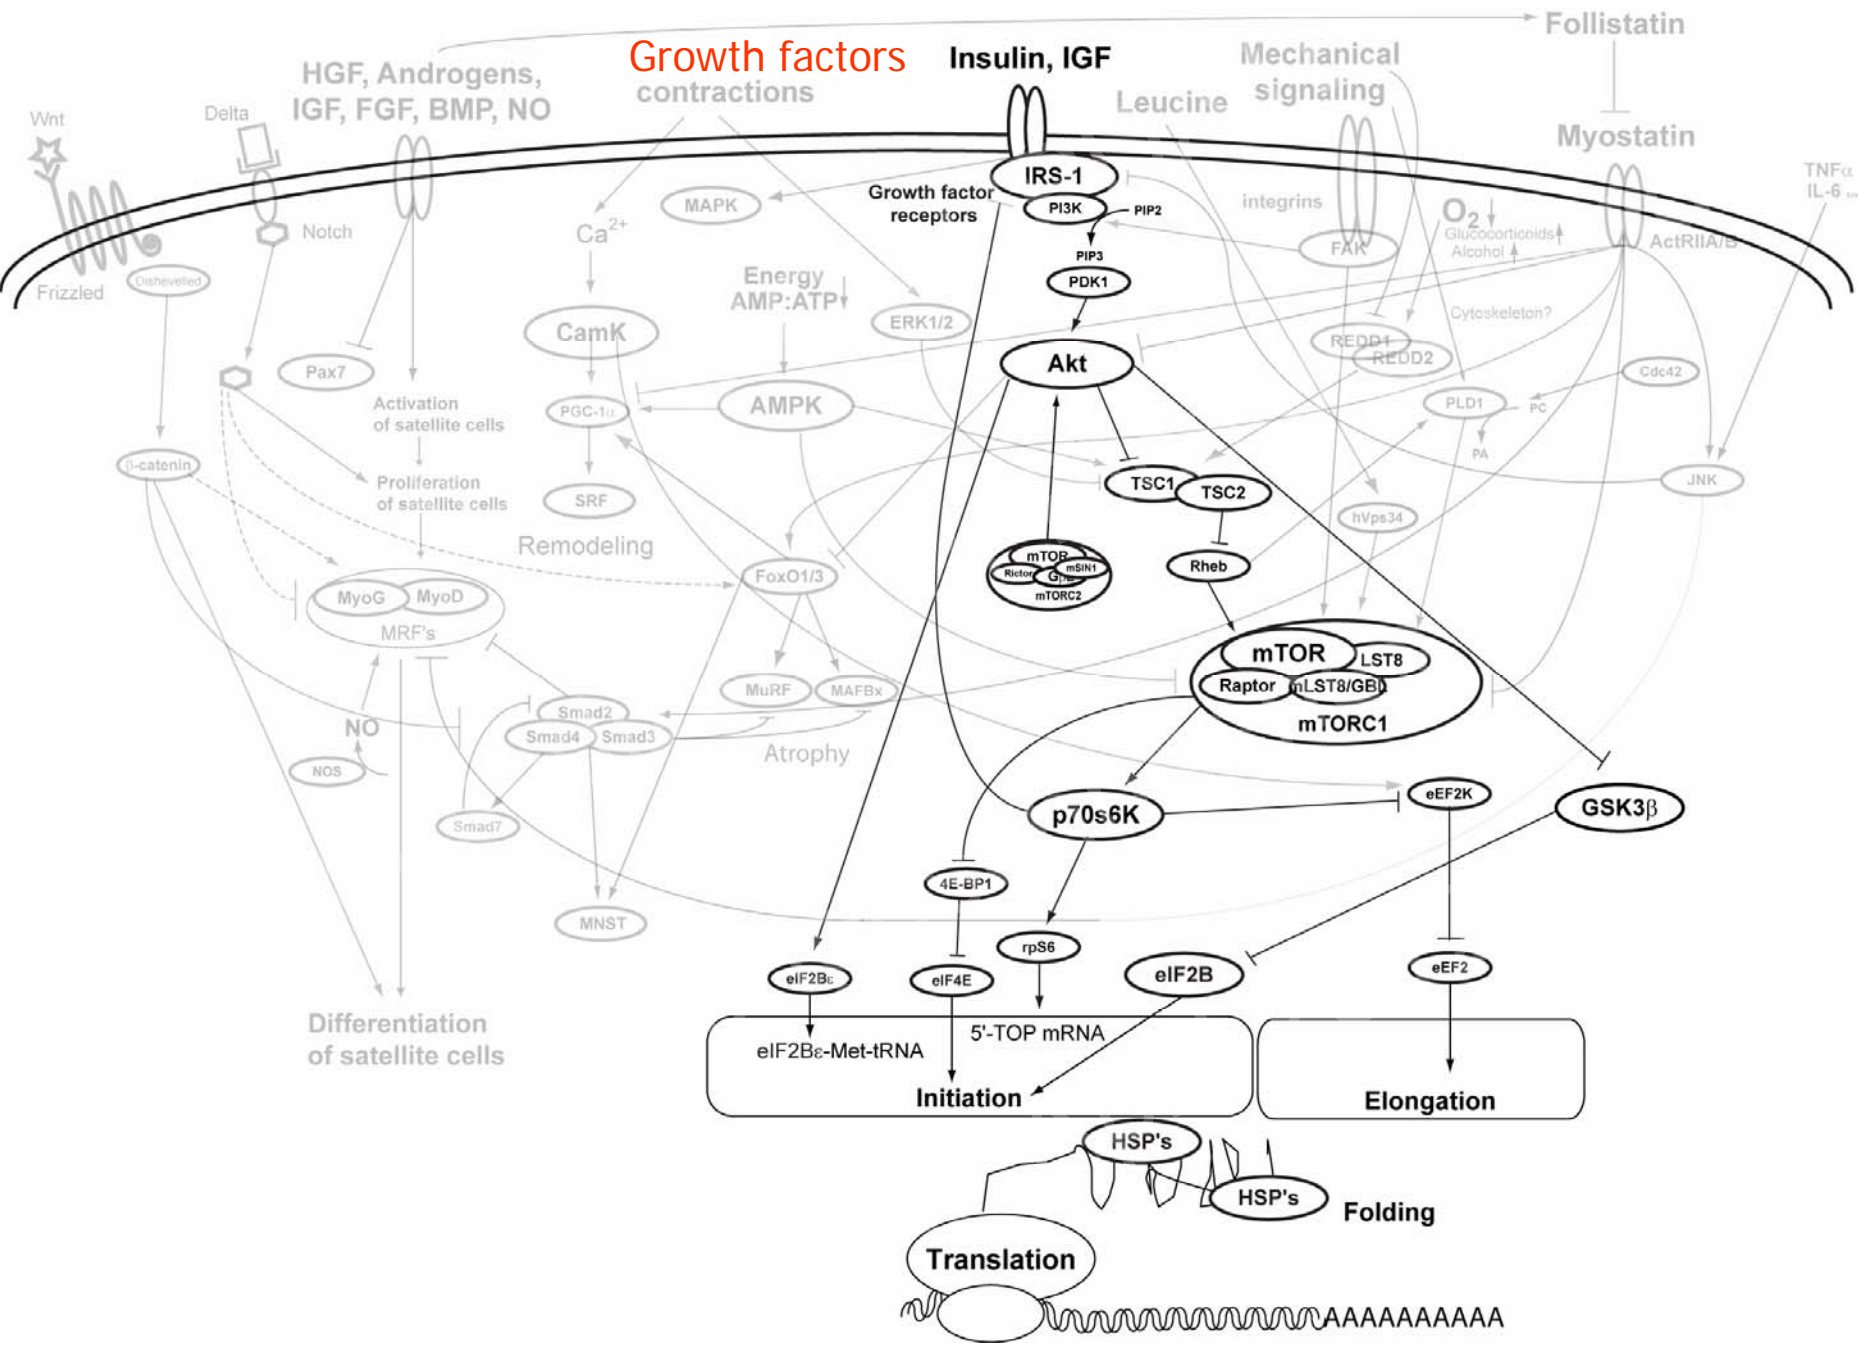 Growth factors
contractions
HGF, Androgens,
IGF, FGF, BMP, NO
Insulin, IGF
Leucine
Mechanical
signaling
Follistatin
Myostatin
TNFα
IL-6
Wnt
Delta
Frizzled
Dishevelled
Notch
MAPK
Ca²⁺
Growth factor
receptors
IRS-1
PI3K
PIP2
PIP3
PDK1
integrins
FAK
O₂
Glucocorticoids
Alcohol
ActRIIA/B
Energy
AMP:ATP
ERK1/2
CamK
Pax7
REDD1
REDD2
Cytoskeleton?
Cdc42
Akt
AMPK
PGC-1α
PLD1
PC
PA
Activation
of satellite cells
β-catenin
Proliferation
of satellite cells
SRF
Remodeling
TSC1
TSC2
JNK
hVps34
Rheb
mTOR
Rictor
mSIN1
mTORC2
FoxO1/3
MyoG
MyoD
MRF's
mTOR
LST8
Raptor
mLST8/GBL
mTORC1
MuRF
MAFBx
Smad2
Smad4
Smad3
Atrophy
NO
NOS
Smad7
p70s6K
eEF2K
GSK3β
4E-BP1
MNST
rpS6
eIF2Bε
eIF4E
eIF2B
eEF2
Differentiation
of satellite cells
5'-TOP mRNA
eIF2Bε-Met-tRNA
Initiation
Elongation
HSP's
HSP's
Folding
Translation
AAAAAAAAAA